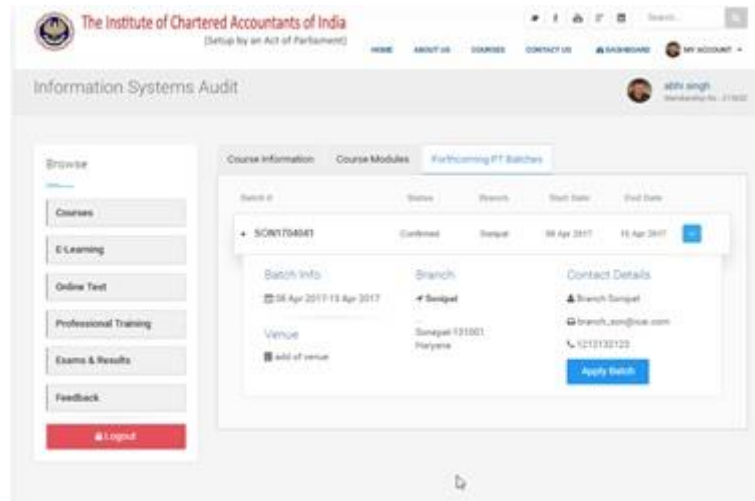 The Institute of Chartered Accountants of India
(Setup by an Act of Parliament)
Search...
HOME ABOUT US COURSES CONTACT US DASHBOARD MY ACCOUNT
Information Systems Audit
abhi singh
Membership No.
Browse
Courses
E-Learning
Online Test
Professional Training
Exams & Results
Feedback
Logout
Course Information Course Modules Forthcoming PT Batches
Batch # Status Branch Start Date End Date
+ SON1704041 Confirmed Sonipat 08 Apr 2017 15 Apr 2017
Batch Info Branch Contact Details
08 Apr 2017-15 Apr 2017 Sonipat Branch Sonipat
Venue
add of venue
Haryana
Apply Batch